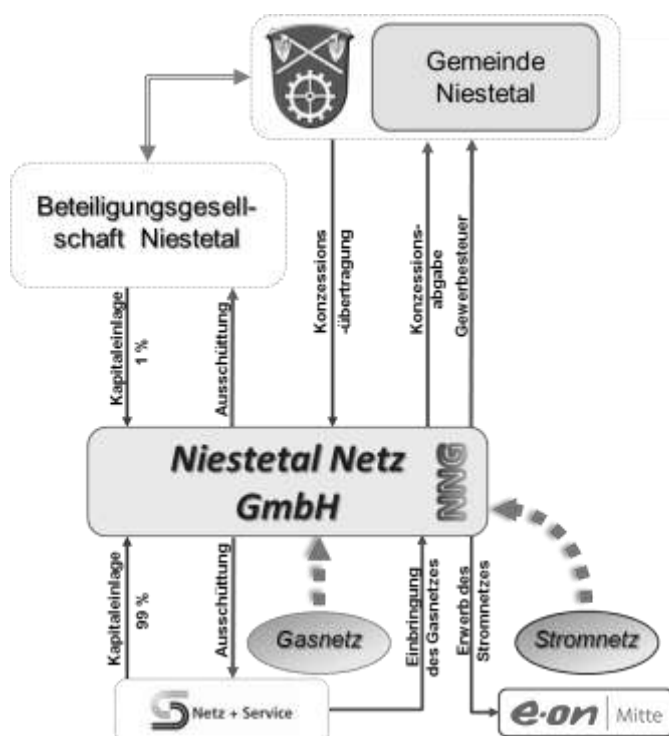 Gemeinde
Niestetal
Beteiligungsgesell-
schaft Niestetal
Kapitaleinlage
1 %
Ausschüttung
Konzessions
-übertragung
Konzessions-
abgabe
Gewerbesteuer
Niestetal Netz
GmbH
NNG
Kapitaleinlage
99 %
Ausschüttung
Gasnetz
Einbringung
des Gasnetzes
Erwerb des
Stromnetzes
Stromnetz
Netz + Service
e·on | Mitte